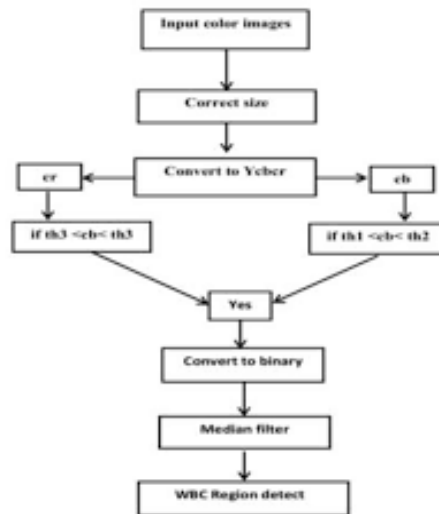 Input color images
Correct size
Convert to Ycbcr
cr
cb
if th3 <cb< th3
if th1 <cb< th2
Yes
Convert to binary
Median filter
WBC Region detect